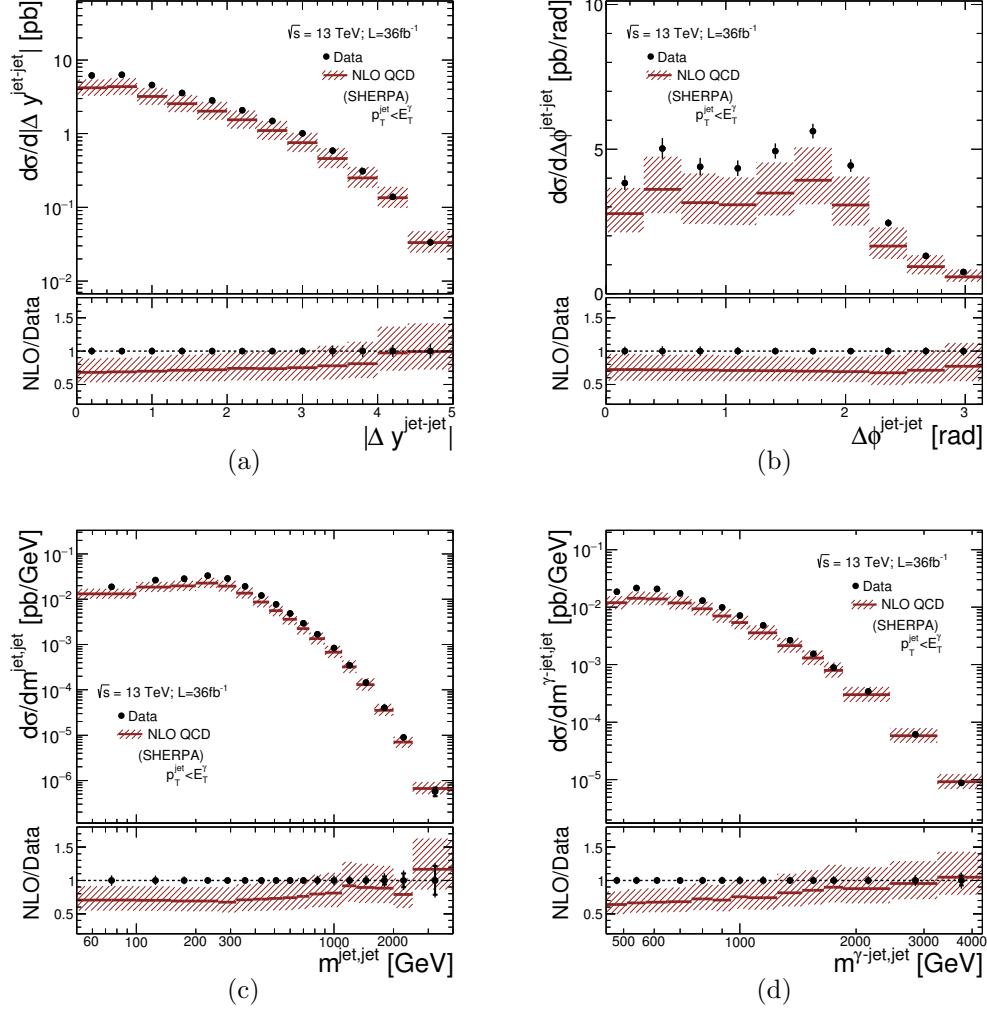 dσ/d|Δ y^jet-jet| [pb]
√s = 13 TeV; L=36fb⁻¹
Data
NLO QCD
(SHERPA)
p_T^jet<E_T^γ
10
1
10⁻¹
10⁻²
NLO/Data
1.5
1
0.5
0 1 2 3 4 5
|Δ y^jet-jet|
(a)
dσ/dΔϕ^jet-jet [pb/rad]
√s = 13 TeV; L=36fb⁻¹
Data
NLO QCD
(SHERPA)
p_T^jet<E_T^γ
10
5
0
NLO/Data
1.5
1
0.5
0 1 2 3
Δϕ^jet-jet [rad]
(b)
dσ/dm^jet,jet [pb/GeV]
10⁻¹
10⁻²
10⁻³
10⁻⁴
10⁻⁵
10⁻⁶
√s = 13 TeV; L=36fb⁻¹
Data
NLO QCD
(SHERPA)
p_T^jet<E_T^γ
NLO/Data
1.5
1
0.5
60 100 200 300 1000 2000
m^jet,jet [GeV]
(c)
dσ/dm^γ-jet,jet [pb/GeV]
√s = 13 TeV; L=36fb⁻¹
Data
NLO QCD
(SHERPA)
p_T^jet<E_T^γ
10⁻¹
10⁻²
10⁻³
10⁻⁴
10⁻⁵
NLO/Data
1.5
1
0.5
500 600 1000 2000 3000 4000
m^γ-jet,jet [GeV]
(d)